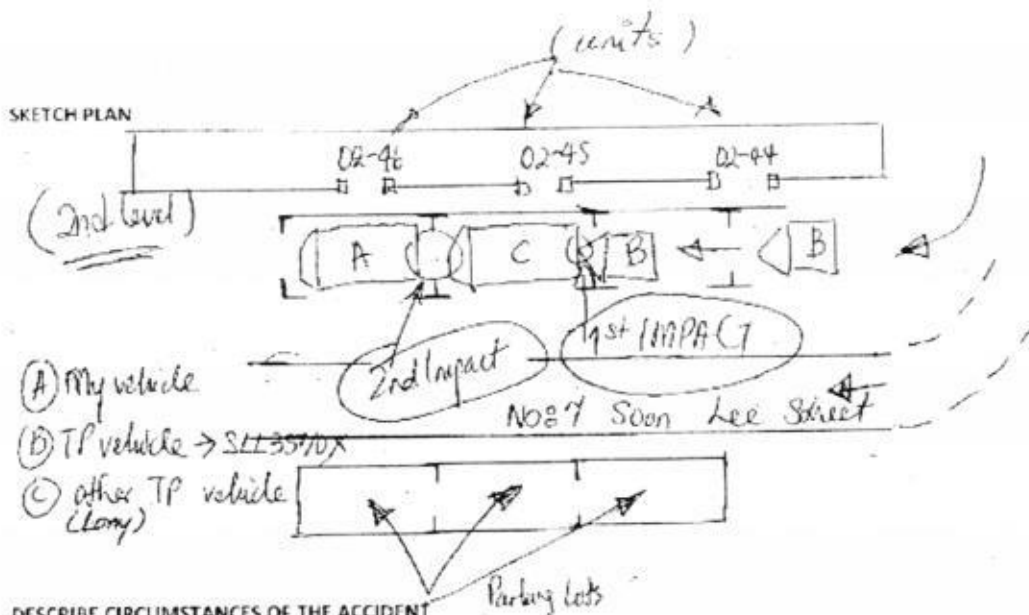 (units)
SKETCH PLAN
02-46 02-45 02-44
(2nd level)
A C B B
1st IMPACT
2nd Impact
(A) My vehicle
No: 7 Soon Lee Street
(B) TP vehicle →
(C) other TP vehicle
(Lorry)
Parking Lots
DESCRIBE CIRCUMSTANCES OF THE ACCIDENT